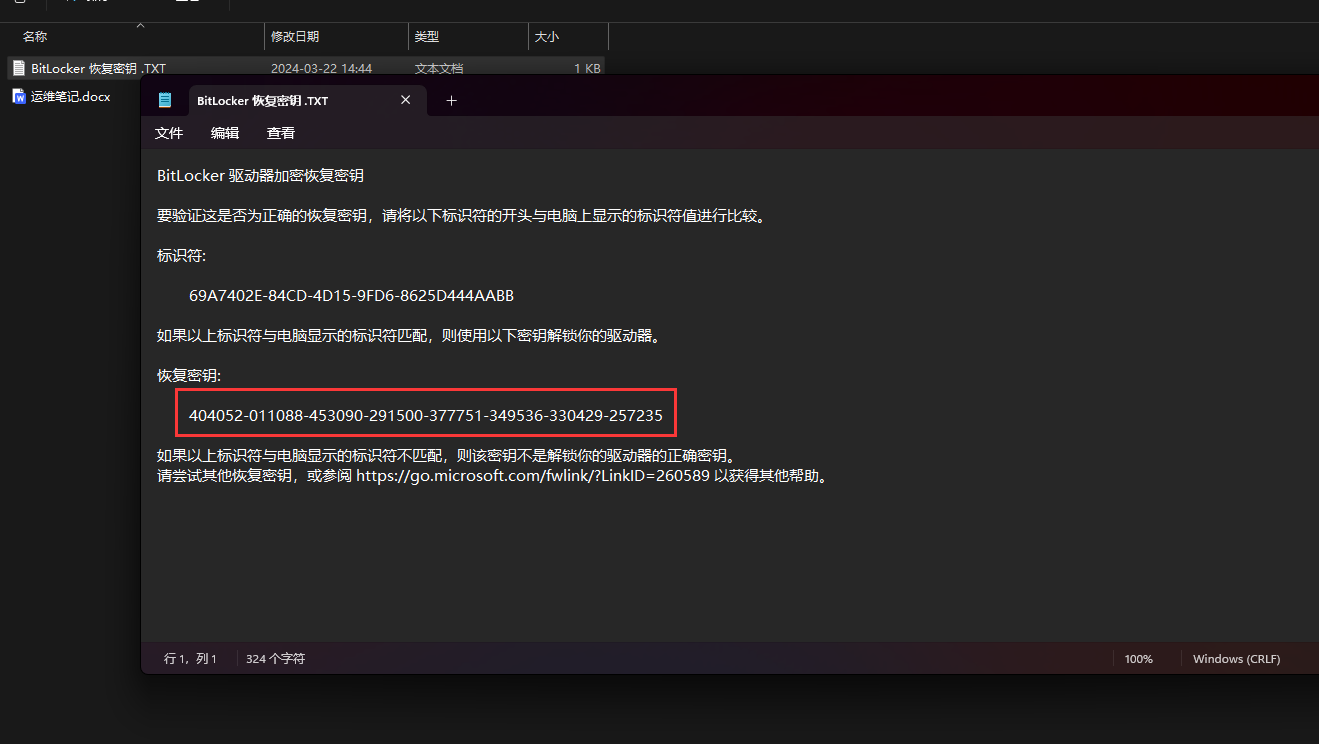 名称
修改日期
类型
大小
BitLocker 恢复密钥 .TXT
2024-03-22 14:44
文本文档
1 KB
运维笔记.docx
BitLocker 恢复密钥 .TXT
文件 编辑 查看
BitLocker 驱动器加密恢复密钥
要验证这是否为正确的恢复密钥，请将以下标识符的开头与电脑上显示的标识符值进行比较。
标识符:
69A7402E-84CD-4D15-9FD6-8625D444AABB
如果以上标识符与电脑显示的标识符匹配，则使用以下密钥解锁你的驱动器。
恢复密钥:
404052-011088-453090-291500-377751-349536-330429-257235
如果以上标识符与电脑显示的标识符不匹配，则该密钥不是解锁你的驱动器的正确密钥。
请尝试其他恢复密钥，或参阅 https://go.microsoft.com/fwlink/?LinkID=260589 以获得其他帮助。
行 1，列 1
324 个字符
100%
Windows (CRLF)